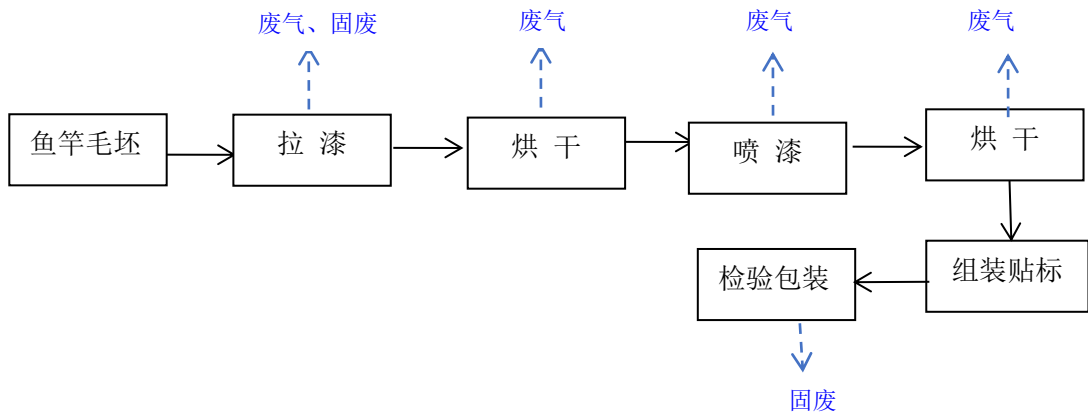 废气、固废
废气
废气
废气
鱼竿毛坯
拉 漆
烘 干
喷 漆
烘 干
检验包装
组装贴标
固废